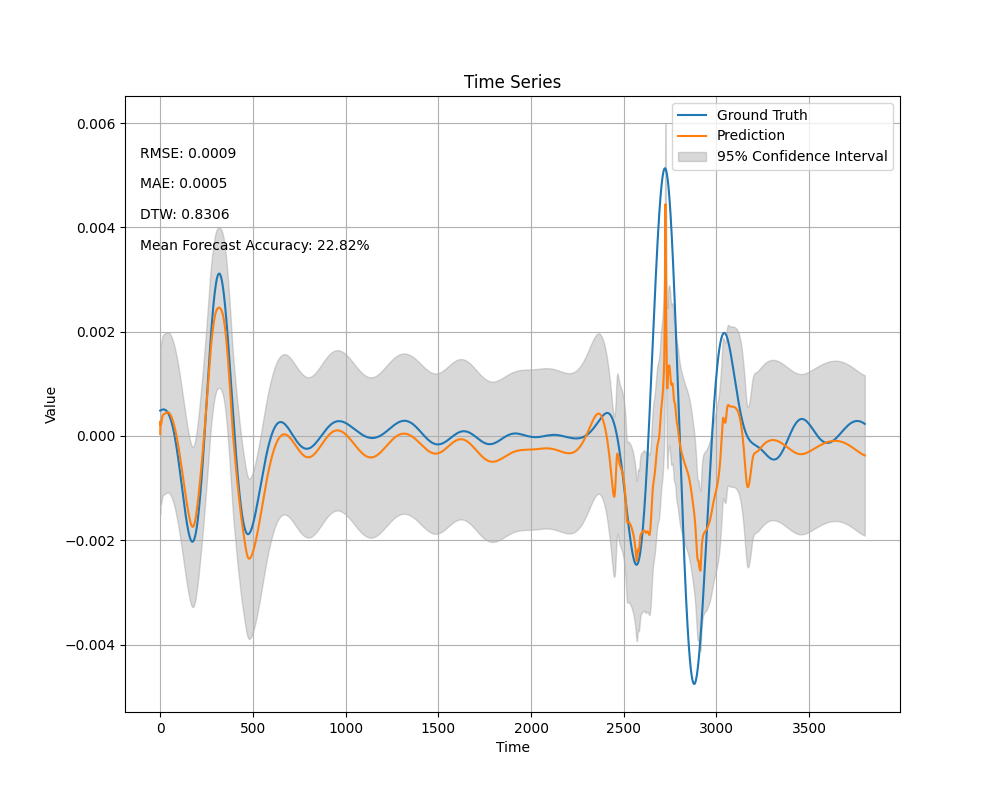 Time Series
Ground Truth
Prediction
95% Confidence Interval
RMSE: 0.0009
MAE: 0.0005
DTW: 0.8306
Mean Forecast Accuracy: 22.82%
Value
0.006
0.004
0.002
0.000
−0.002
−0.004
0 500 1000 1500 2000 2500 3000 3500
Time